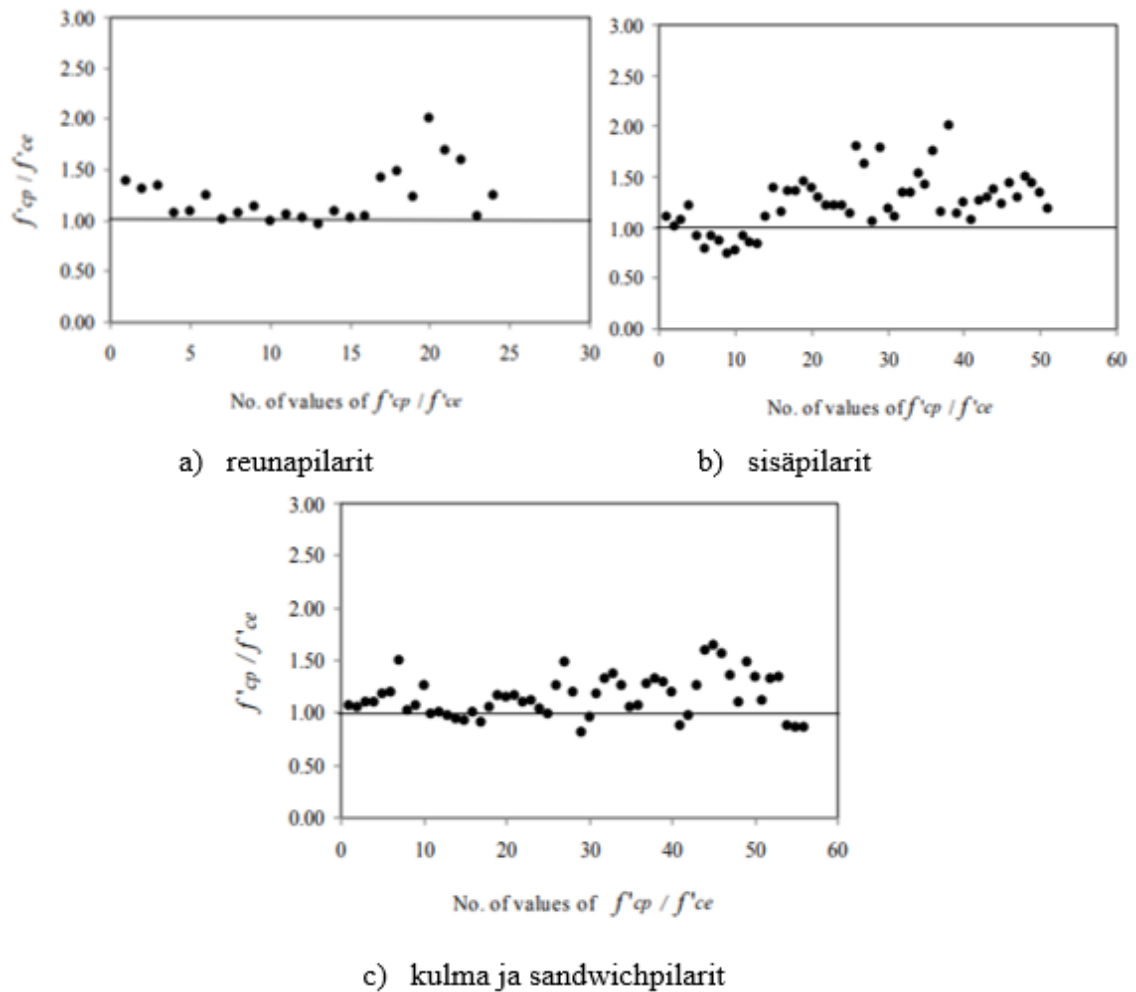 3.00
2.50
2.00
1.50
1.00
0.50
0.00
f'cp / f'ce
0 5 10 15 20 25 30
No. of values of f'cp / f'ce
a) reunapilarit
3.00
2.50
2.00
1.50
1.00
0.50
0.00
0 10 20 30 40 50 60
No. of values of f'cp / f'ce
b) sisäpilarit
3.00
2.50
2.00
1.50
1.00
0.50
0.00
f'cp / f'ce
0 10 20 30 40 50 60
No. of values of f'cp / f'ce
c) kulma ja sandwichpilarit